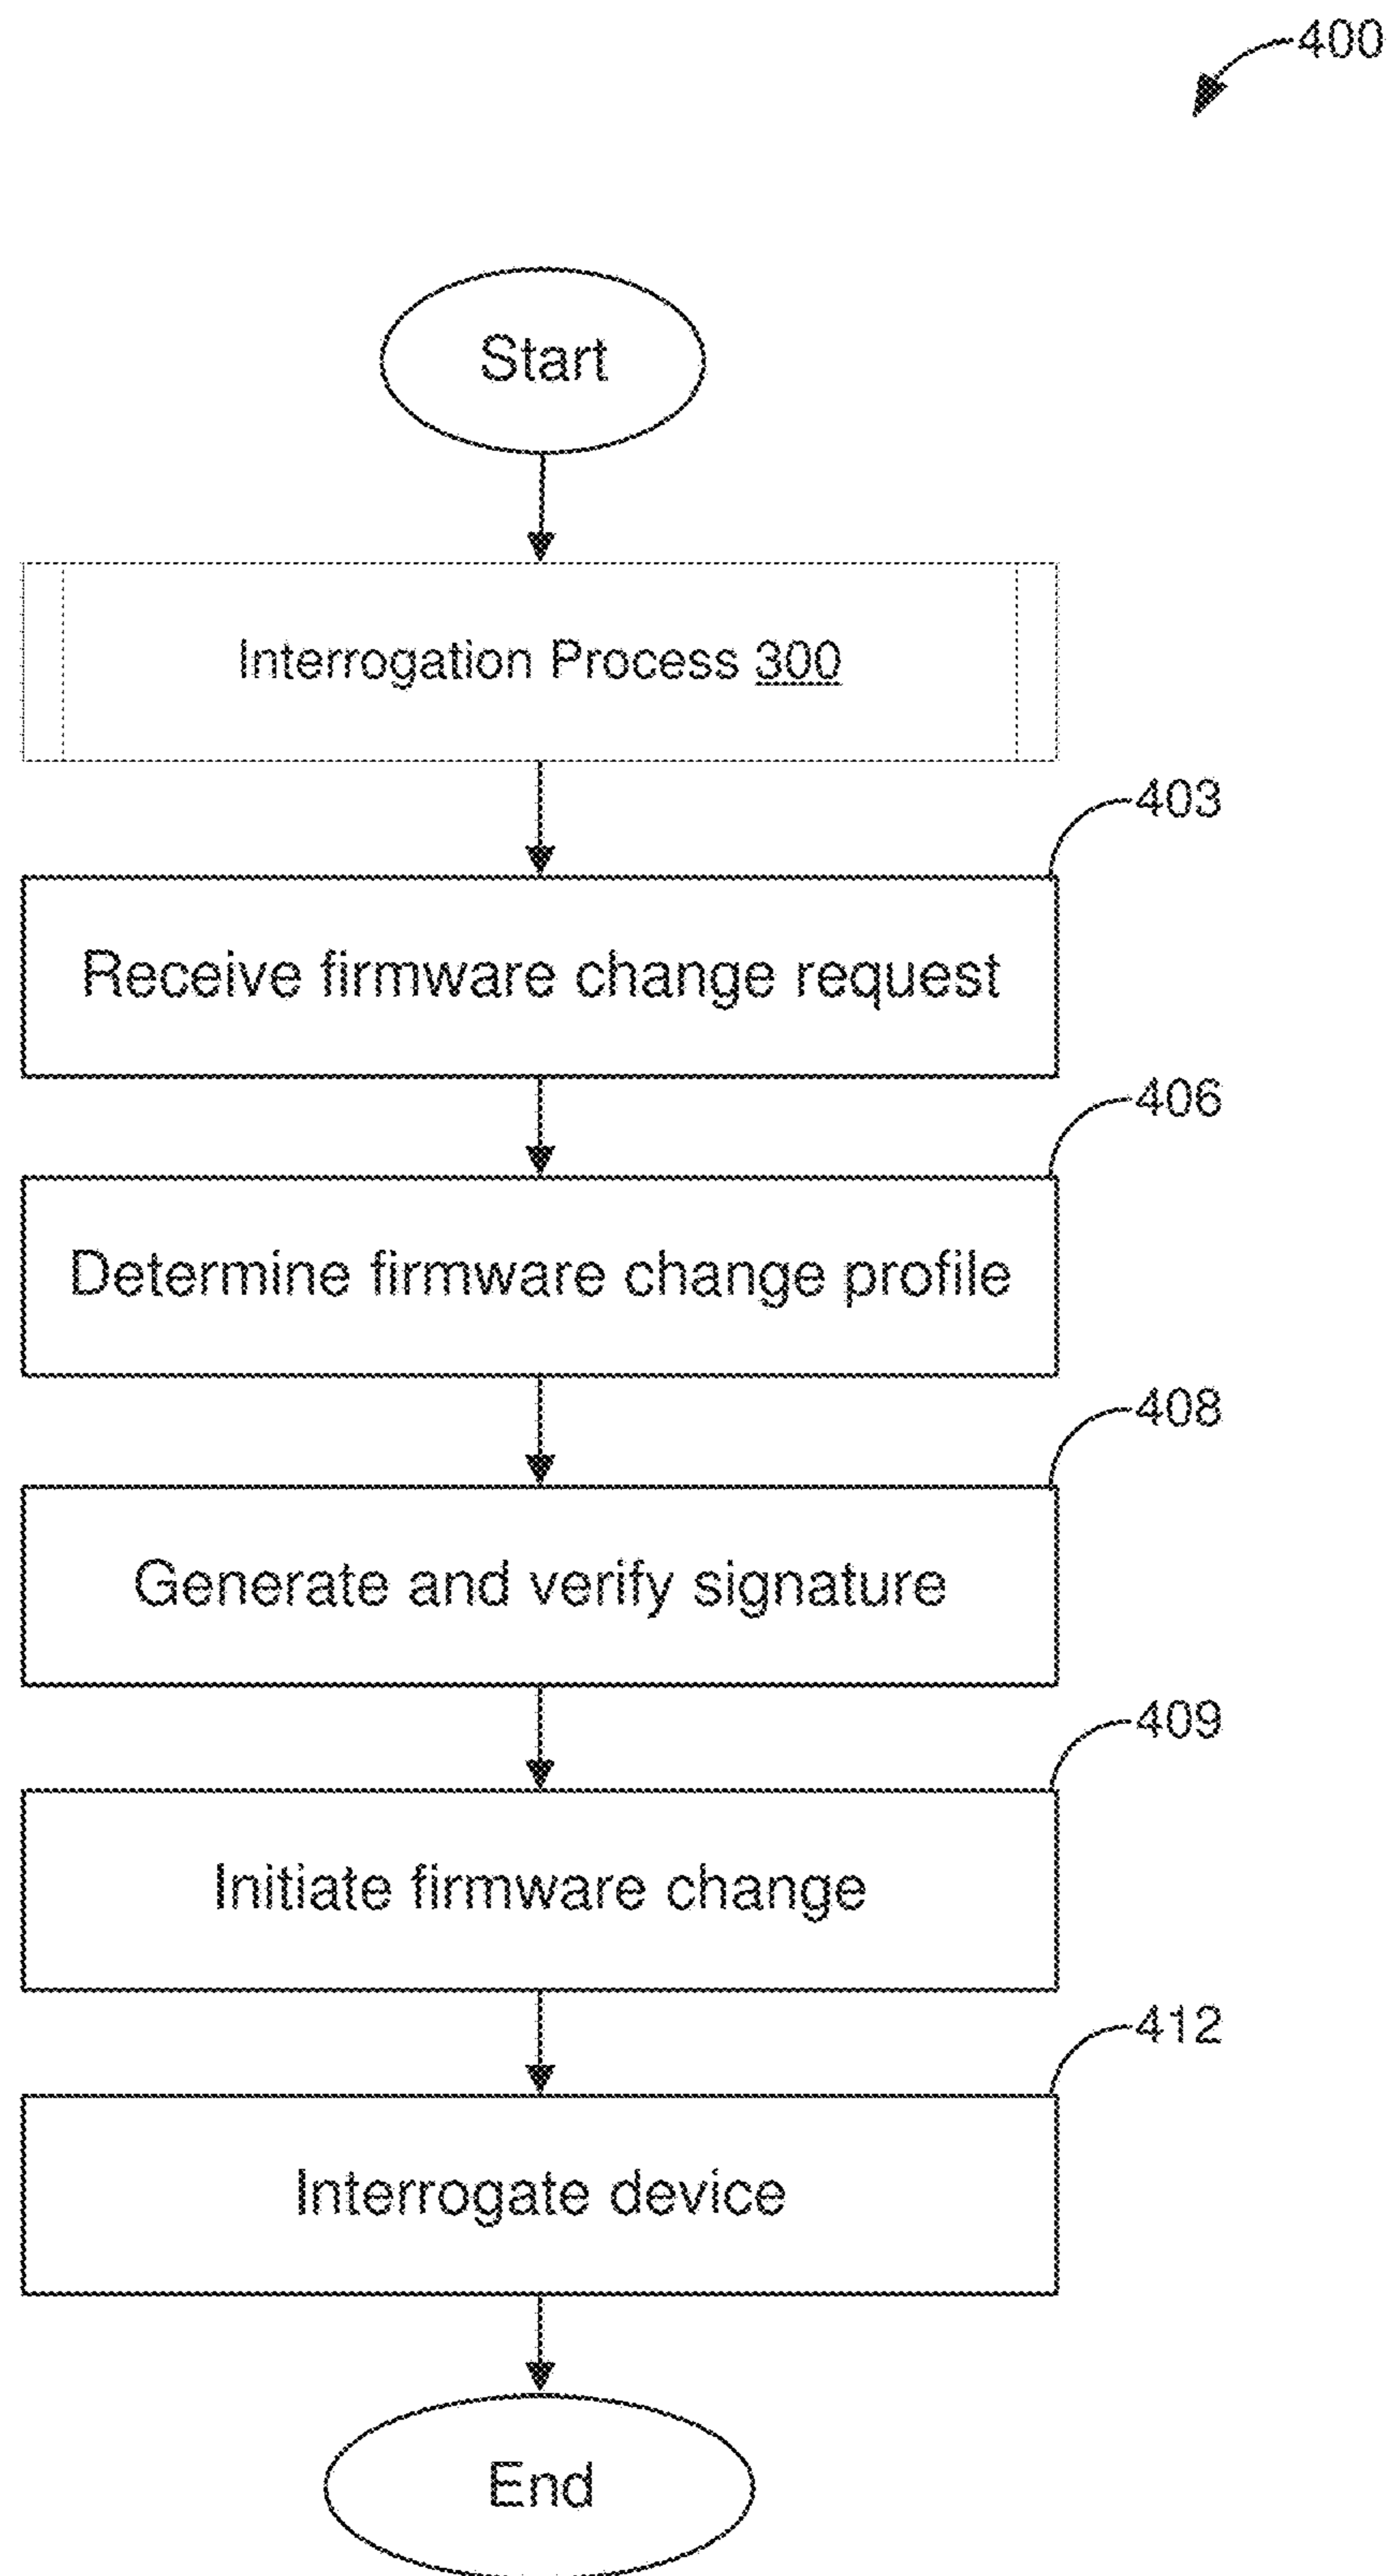 400
Start
Interrogation Process 300
403
Receive firmware change request
406
Determine firmware change profile
408
Generate and verify signature
409
Initiate firmware change
412
Interrogate device
End